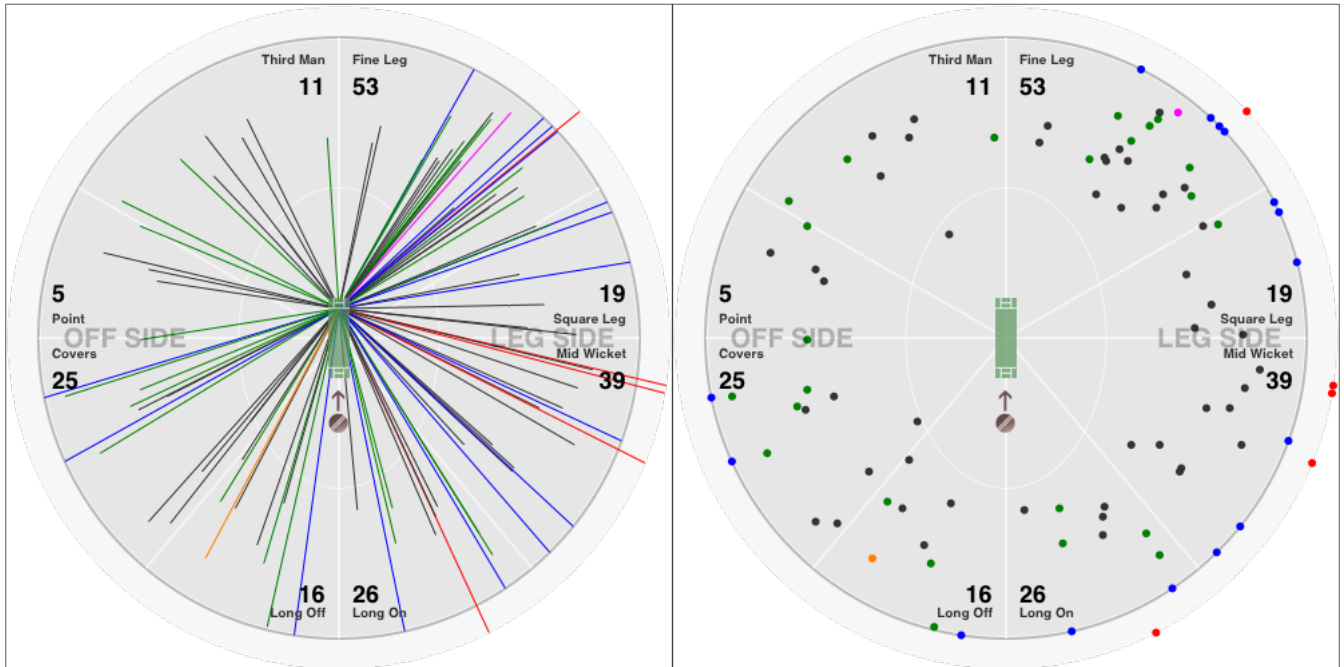 Third Man Fine Leg
11 53
5 19
Point Square Leg
OFF SIDE LEG SIDE
Covers Mid Wicket
25 39
16 26
Long Off Long On
Third Man Fine Leg
11 53
5 19
Point Square Leg
OFF SIDE LEG SIDE
Covers Mid Wicket
25 39
16 26
Long Off Long On